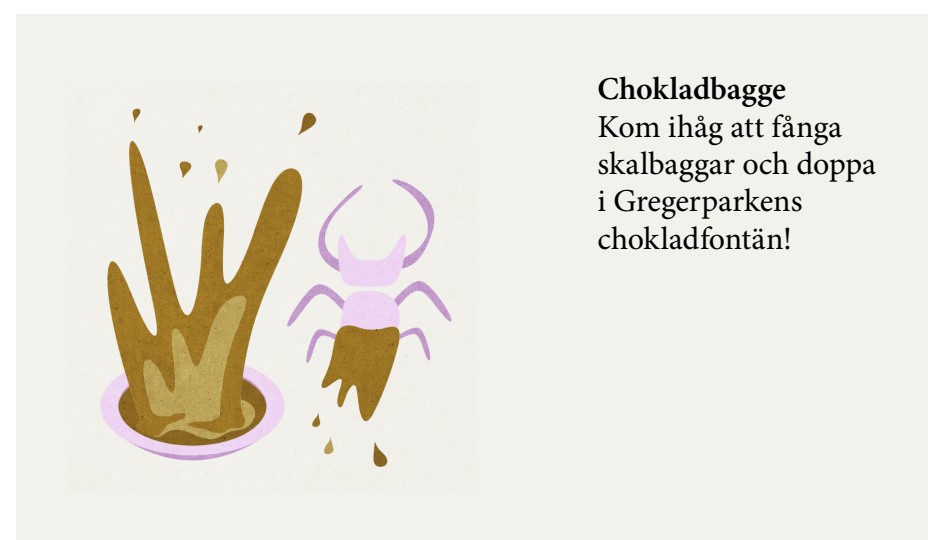 Chokladbagge
Kom ihåg att fånga
skalbaggar och doppa
i Gregerparkens
chokladfontän!